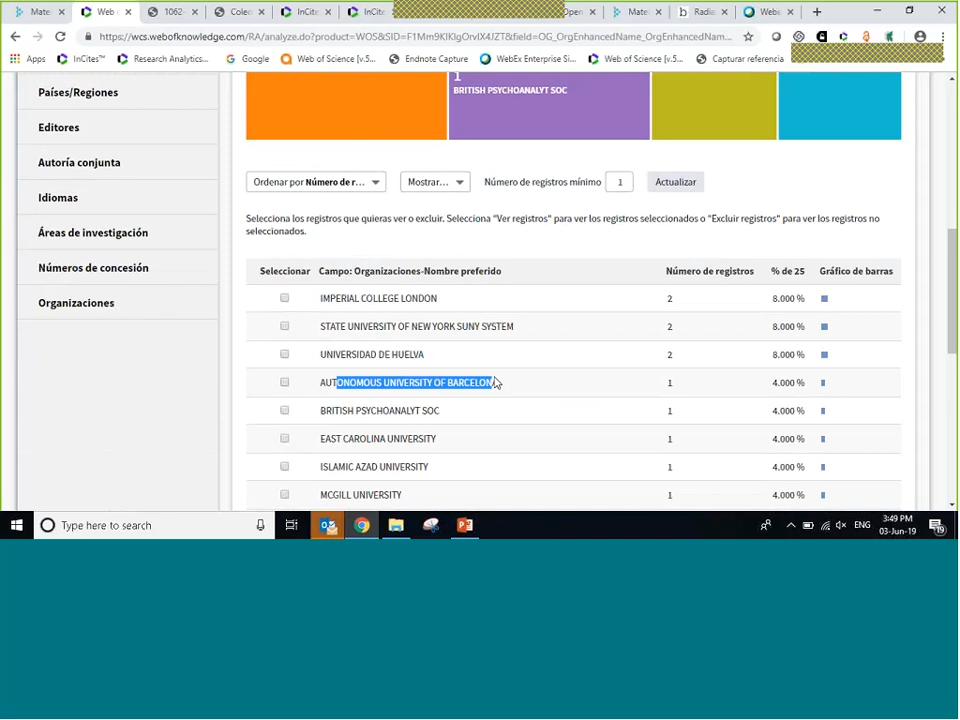 Mate
Web
1062-
Colec
InCite
InCite
Open
Mate
Radia
Webe
https://wcs.webofknowledge.com/RA/analyze.do?product=WOS&SID=F1Mm9KIKlgOrvIX4JZT&field=OG_OrgEnhancedName_OrgEnhancedNam...
Apps
InCites™
Research Analytics...
Google
Web of Science [v.5...
Endnote Capture
WebEx Enterprise Si...
Web of Science [v.5...
Capturar referencia
Países/Regiones
Editores
Autoría conjunta
Idiomas
Áreas de investigación
Números de concesión
Organizaciones
1
BRITISH PSYCHOANALYT SOC
Ordenar por Número de r...
Mostrar...
Número de registros mínimo
1
Actualizar
Selecciona los registros que quieras ver o excluir. Selecciona "Ver registros" para ver los registros seleccionados o "Excluir registros" para ver los registros no
seleccionados.
Seleccionar Campo: Organizaciones-Nombre preferido Número de registros % de 25 Gráfico de barras
IMPERIAL COLLEGE LONDON 2 8.000 %
STATE UNIVERSITY OF NEW YORK SUNY SYSTEM 2 8.000 %
UNIVERSIDAD DE HUELVA 2 8.000 %
AUTONOMOUS UNIVERSITY OF BARCELONA 1 4.000 %
BRITISH PSYCHOANALYT SOC 1 4.000 %
EAST CAROLINA UNIVERSITY 1 4.000 %
ISLAMIC AZAD UNIVERSITY 1 4.000 %
MCGILL UNIVERSITY 1 4.000 %
Type here to search
ENG
3:49 PM
03-Jun-19
19